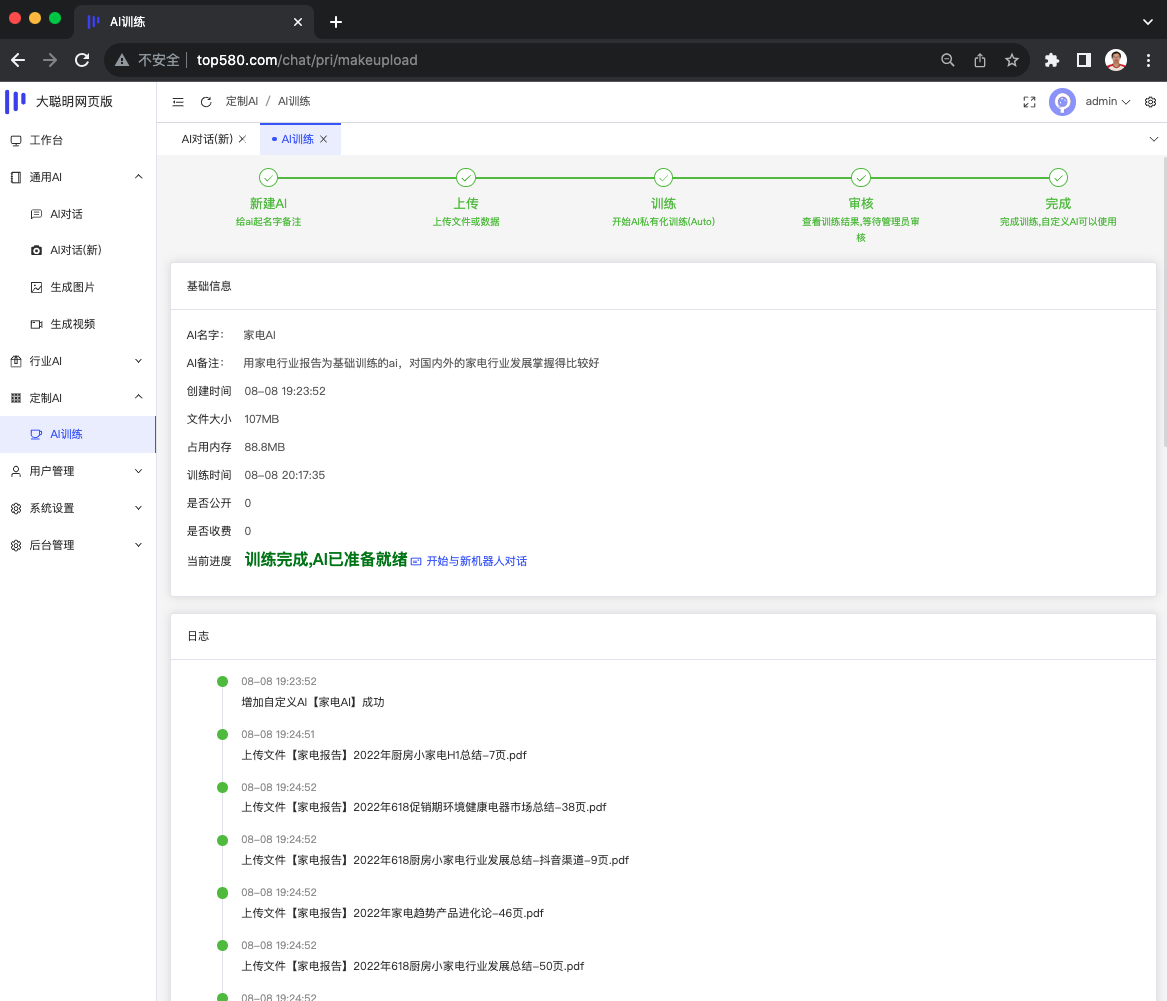 AI训练
不安全 top580.com/chat/pri/makeupload
大聪明网页版
定制AI / AI训练
admin
工作台
AI对话(新)
AI训练
通用AI
AI对话
AI对话(新)
生成图片
生成视频
行业AI
定制AI
AI训练
用户管理
系统设置
后台管理
新建AI
给ai起名字备注
上传
上传文件或数据
训练
开始AI私有化训练(Auto)
审核
查看训练结果,等待管理员审
核
完成
完成训练,自定义AI可以使用
基础信息
AI名字： 家电AI
AI备注： 用家电行业报告为基础训练的ai，对国内外的家电行业发展掌握得比较好
创建时间 08-08 19:23:52
文件大小 107MB
占用内存 88.8MB
训练时间 08-08 20:17:35
是否公开 0
是否收费 0
当前进度 训练完成,AI已准备就绪 开始与新机器人对话
日志
08-08 19:23:52
增加自定义AI【家电AI】成功
08-08 19:24:51
上传文件【家电报告】2022年厨房小家电H1总结-7页.pdf
08-08 19:24:52
上传文件【家电报告】2022年618促销期环境健康电器市场总结-38页.pdf
08-08 19:24:52
上传文件【家电报告】2022年618厨房小家电行业发展总结-抖音渠道-9页.pdf
08-08 19:24:52
上传文件【家电报告】2022年家电趋势产品进化论-46页.pdf
08-08 19:24:52
上传文件【家电报告】2022年618厨房小家电行业发展总结-50页.pdf
08-08 19:24:52